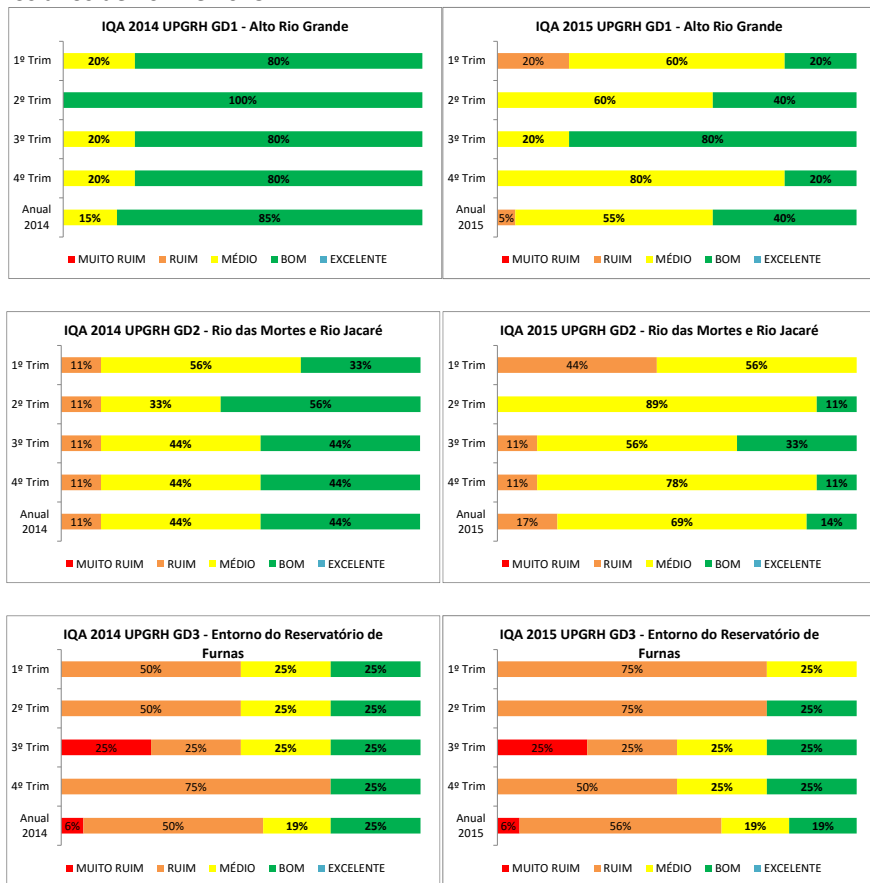 IQA 2014 UPGRH GD1 - Alto Rio Grande
1º Trim 20% 80%
2º Trim 100%
3º Trim 20% 80%
4º Trim 20% 80%
Anual 2014 15% 85%
MUITO RUIM RUIM MÉDIO BOM EXCELENTE
IQA 2015 UPGRH GD1 - Alto Rio Grande
1º Trim 20% 60% 20%
2º Trim 60% 40%
3º Trim 20% 80%
4º Trim 80% 20%
Anual 2015 5% 55% 40%
MUITO RUIM RUIM MÉDIO BOM EXCELENTE
IQA 2014 UPGRH GD2 - Rio das Mortes e Rio Jacaré
1º Trim 11% 56% 33%
2º Trim 11% 33% 56%
3º Trim 11% 44% 44%
4º Trim 11% 44% 44%
Anual 2014 11% 44% 44%
MUITO RUIM RUIM MÉDIO BOM EXCELENTE
IQA 2015 UPGRH GD2 - Rio das Mortes e Rio Jacaré
1º Trim 44% 56%
2º Trim 89% 11%
3º Trim 11% 56% 33%
4º Trim 11% 78% 11%
Anual 2015 17% 69% 14%
MUITO RUIM RUIM MÉDIO BOM EXCELENTE
IQA 2014 UPGRH GD3 - Entorno do Reservatório de
Furnas
1º Trim 50% 25% 25%
2º Trim 50% 25% 25%
3º Trim 25% 25% 25% 25%
4º Trim 75% 25%
Anual 2014 6% 50% 19% 25%
MUITO RUIM RUIM MÉDIO BOM EXCELENTE
IQA 2015 UPGRH GD3 - Entorno do Reservatório de
Furnas
1º Trim 75% 25%
2º Trim 75% 25%
3º Trim 25% 25% 25% 25%
4º Trim 50% 25% 25%
Anual 2015 6% 56% 19% 19%
MUITO RUIM RUIM MÉDIO BOM EXCELENTE